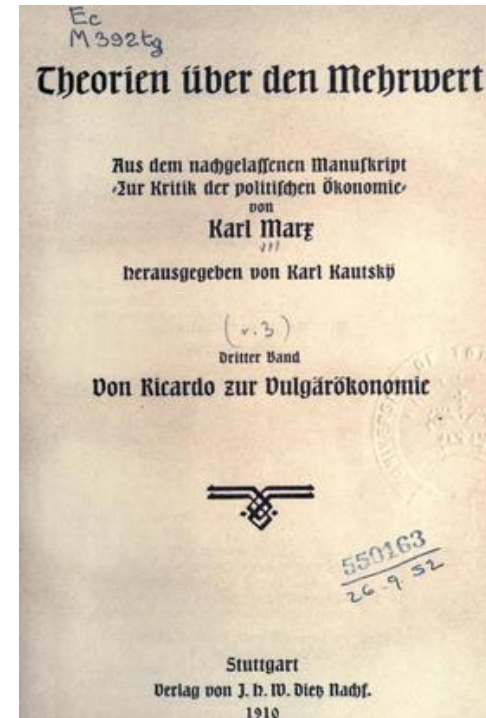 Ec
M392tg
Theorien über den Mehrwert
Aus dem nachgelassenen Manuskript
„Zur Kritik der politischen Ökonomie“
von
Karl Marx
herausgegeben von Karl Kautsky
(v.3)
Dritter Band
Von Ricardo zur Vulgärökonomie
550163
26-9 52
Stuttgart
Verlag von J. H. W. Dietz Nachf.
1910